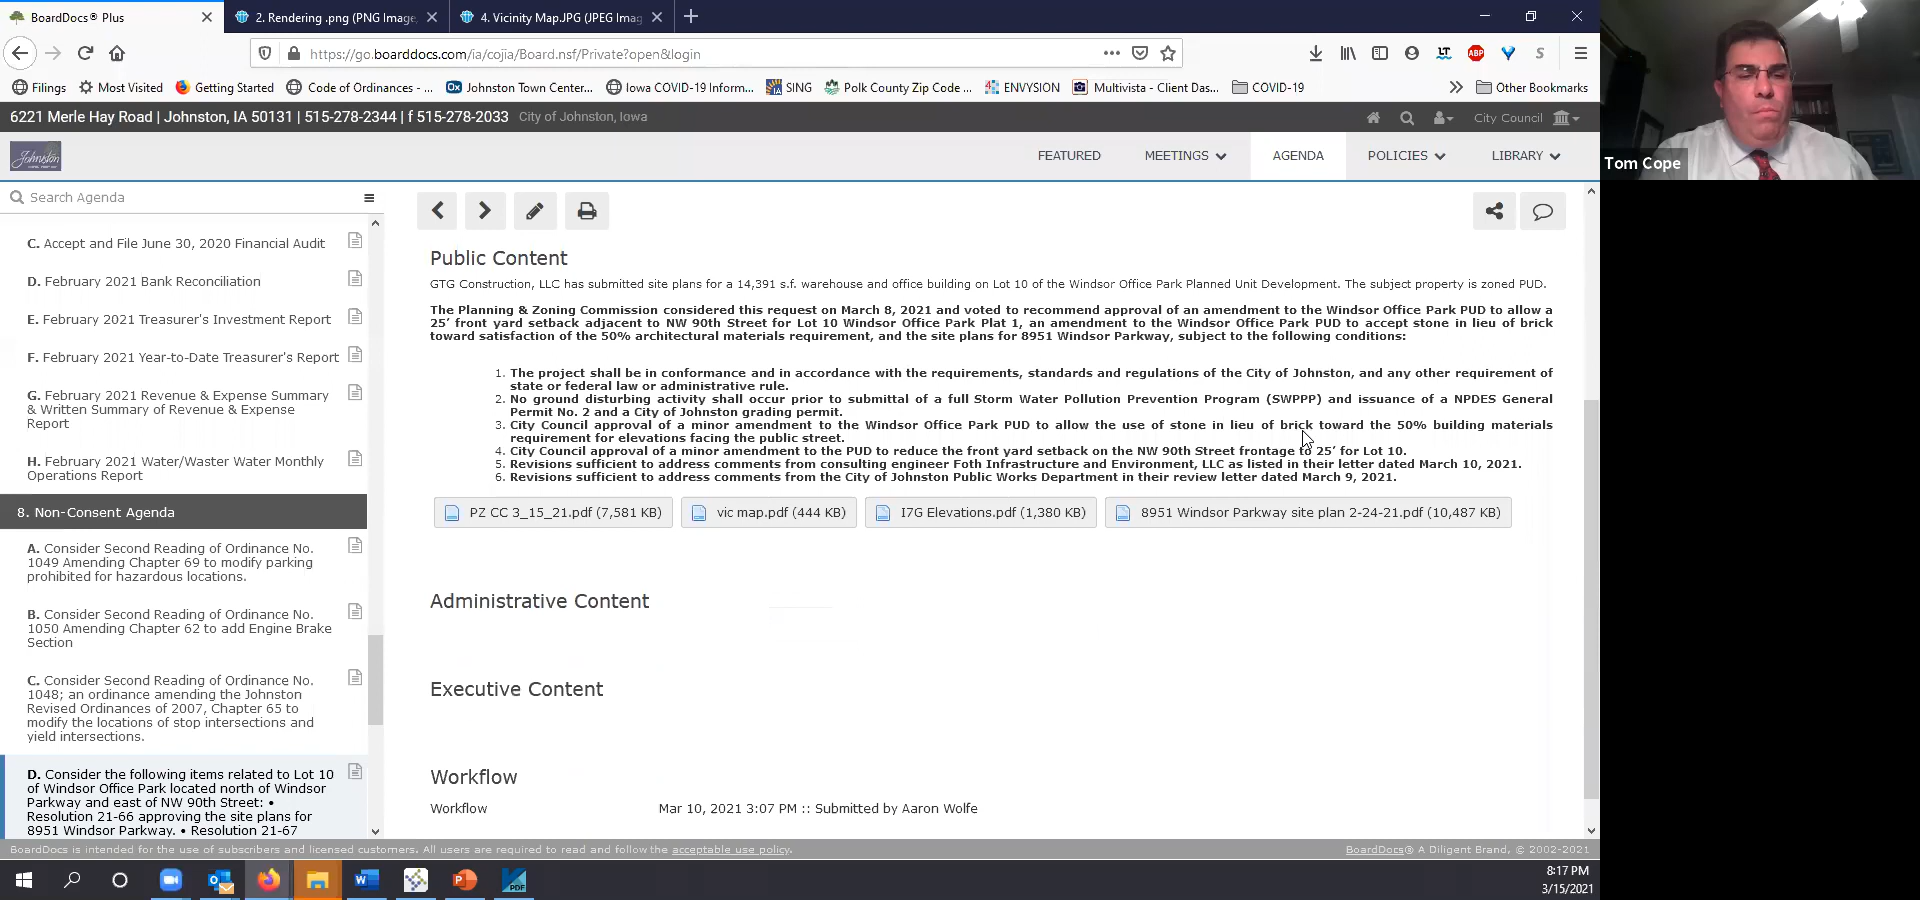 BoardDocs® Plus
2. Rendering .png (PNG Image,
4. Vicinity Map.JPG (JPEG Imag
https://go.boarddocs.com/ia/cojia/Board.nsf/Private?open&login
Filings
Most Visited
Getting Started
Code of Ordinances - ...
Johnston Town Center...
Iowa COVID-19 Inform...
SING
Polk County Zip Code ...
ENVYSION
Multivista - Client Das...
COVID-19
Other Bookmarks
6221 Merle Hay Road | Johnston, IA 50131 | 515-278-2344 | f 515-278-2033 City of Johnston, Iowa
City Council
Johnston
FEATURED
MEETINGS
AGENDA
POLICIES
LIBRARY
Tom Cope
Search Agenda
C. Accept and File June 30, 2020 Financial Audit
D. February 2021 Bank Reconciliation
E. February 2021 Treasurer's Investment Report
F. February 2021 Year-to-Date Treasurer's Report
G. February 2021 Revenue & Expense Summary
& Written Summary of Revenue & Expense
Report
H. February 2021 Water/Waster Water Monthly
Operations Report
8. Non-Consent Agenda
A. Consider Second Reading of Ordinance No.
1049 Amending Chapter 69 to modify parking
prohibited for hazardous locations.
B. Consider Second Reading of Ordinance No.
1050 Amending Chapter 62 to add Engine Brake
Section
C. Consider Second Reading of Ordinance No.
1048; an ordinance amending the Johnston
Revised Ordinances of 2007, Chapter 65 to
modify the locations of stop intersections and
yield intersections.
D. Consider the following items related to Lot 10
of Windsor Office Park located north of Windsor
Parkway and east of NW 90th Street: •
Resolution 21-66 approving the site plans for
8951 Windsor Parkway. • Resolution 21-67
Public Content
GTG Construction, LLC has submitted site plans for a 14,391 s.f. warehouse and office building on Lot 10 of the Windsor Office Park Planned Unit Development. The subject property is zoned PUD.
The Planning & Zoning Commission considered this request on March 8, 2021 and voted to recommend approval of an amendment to the Windsor Office Park PUD to allow a
25’ front yard setback adjacent to NW 90th Street for Lot 10 Windsor Office Park Plat 1, an amendment to the Windsor Office Park PUD to accept stone in lieu of brick
toward satisfaction of the 50% architectural materials requirement, and the site plans for 8951 Windsor Parkway, subject to the following conditions:
1. The project shall be in conformance and in accordance with the requirements, standards and regulations of the City of Johnston, and any other requirement of
state or federal law or administrative rule.
2. No ground disturbing activity shall occur prior to submittal of a full Storm Water Pollution Prevention Program (SWPPP) and issuance of a NPDES General
Permit No. 2 and a City of Johnston grading permit.
3. City Council approval of a minor amendment to the Windsor Office Park PUD to allow the use of stone in lieu of brick toward the 50% building materials
requirement for elevations facing the public street.
4. City Council approval of a minor amendment to the PUD to reduce the front yard setback on the NW 90th Street frontage to 25’ for Lot 10.
5. Revisions sufficient to address comments from consulting engineer Foth Infrastructure and Environment, LLC as listed in their letter dated March 10, 2021.
6. Revisions sufficient to address comments from the City of Johnston Public Works Department in their review letter dated March 9, 2021.
PZ CC 3_15_21.pdf (7,581 KB)
vic map.pdf (444 KB)
I7G Elevations.pdf (1,380 KB)
8951 Windsor Parkway site plan 2-24-21.pdf (10,487 KB)
Administrative Content
Executive Content
Workflow
Workflow
Mar 10, 2021 3:07 PM :: Submitted by Aaron Wolfe
BoardDocs is intended for the use of subscribers and licensed customers. All users are required to read and follow the acceptable use policy.
BoardDocs® A Diligent Brand, © 2002-2021
8:17 PM
3/15/2021